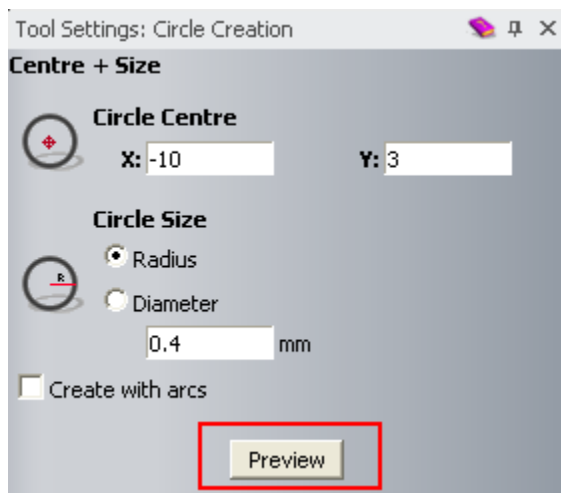 Tool Settings: Circle Creation
Centre + Size
Circle Centre
X: -10 Y: 3
Circle Size
Radius
R
Diameter
0.4 mm
Create with arcs
Preview